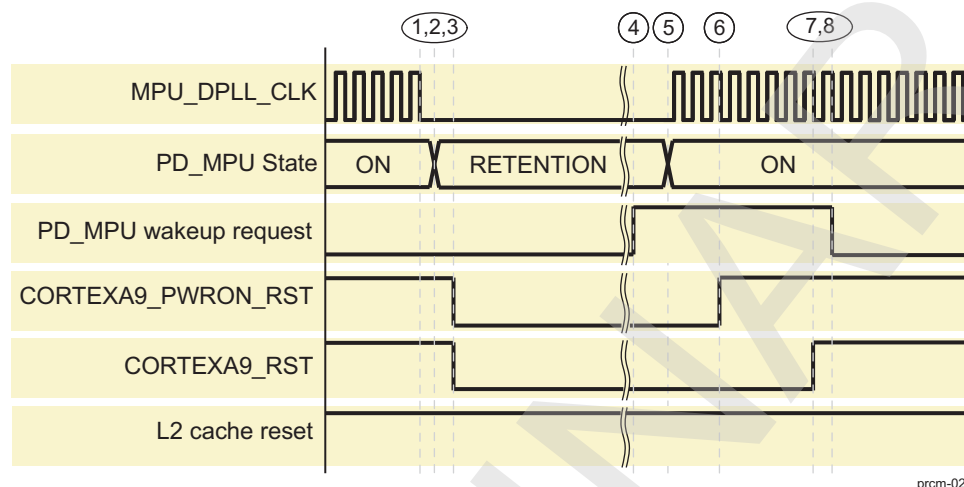 1,2,3 4 5 6 7,8
MPU_DPLL_CLK
PD_MPU State ON RETENTION ON
PD_MPU wakeup request
CORTEXA9_PWRON_RST
CORTEXA9_RST
L2 cache reset
prcm-02